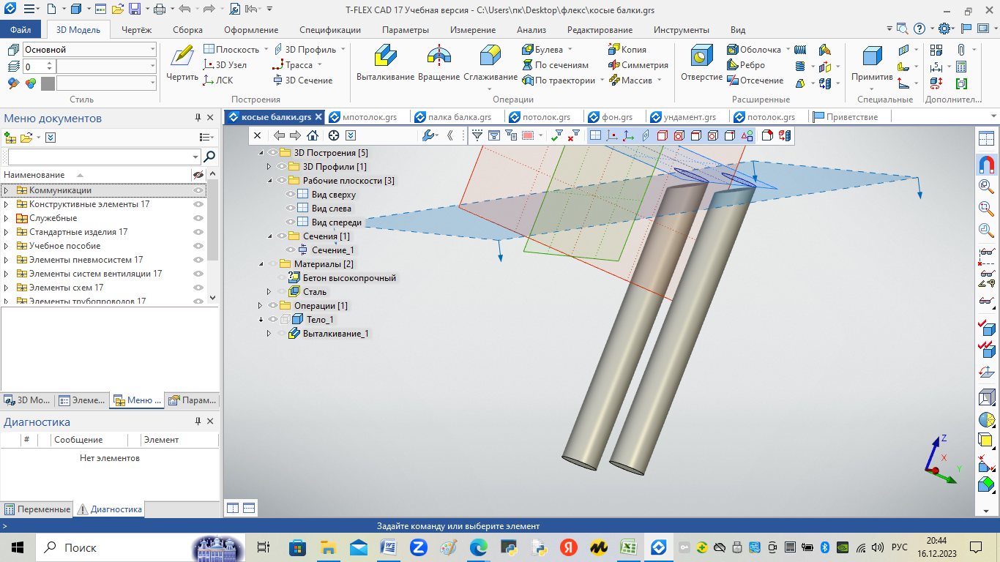 T-FLEX CAD 17 Учебная версия - C:\Users\пк\Desktop\флекс\косые балки.grs
Файл 3D Модель Чертёж Сборка Оформление Спецификации Параметры Измерение Анализ Редактирование Инструменты Вид
Основной
0
Стиль
Чертить
Плоскость
3D Узел
ЛСК
3D Профиль
Трасса
3D Сечение
Построения
Выталкивание
Вращение
Сглаживание
Булева
По сечениям
По траектории
Копия
Симметрия
Массив
Операции
Отверстие
Оболочка
Ребро
Отсечение
Расширенные
Примитив
Специальные
Дополнител...
Меню документов
Наименование
Коммуникации
Конструктивные элементы 17
Служебные
Стандартные изделия 17
Учебное пособие
Элементы пневмосистем 17
Элементы систем вентиляции 17
Элементы схем 17
Элементы трубопроводов 17
3D Мо... Элеме... Меню ... Парам...
Диагностика
# Сообщение Элемент
Нет элементов
Переменные Диагностика
косые балки.grs мпотолок.grs палка балка.grs потолок.grs фон.grs ундамент.grs потолок.grs Приветствие
3D Построения [5]
3D Профили [1]
Рабочие плоскости [3]
Вид сверху
Вид слева
Вид спереди
Сечения [1]
Сечение_1
Материалы [2]
Бетон высокопрочный
Сталь
Операции [1]
Тело_1
Выталкивание_1
Z
X
Y
> Задайте команду или выберите элемент
Поиск
РУС
20:44
16.12.2023